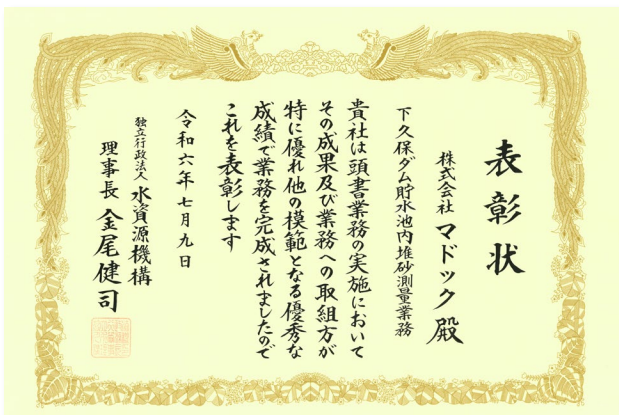 表彰状
株式会社 マドック 殿
下久保ダム貯水池内堆砂測量業務
貴社は頭書業務の実施において
その成果及び業務への取組方が
特に優れ他の模範となる優秀な
成績で業務を完成されましたので
これを表彰します
令和六年七月九日
独立行政法人 水資源機構
理事長 金尾健司